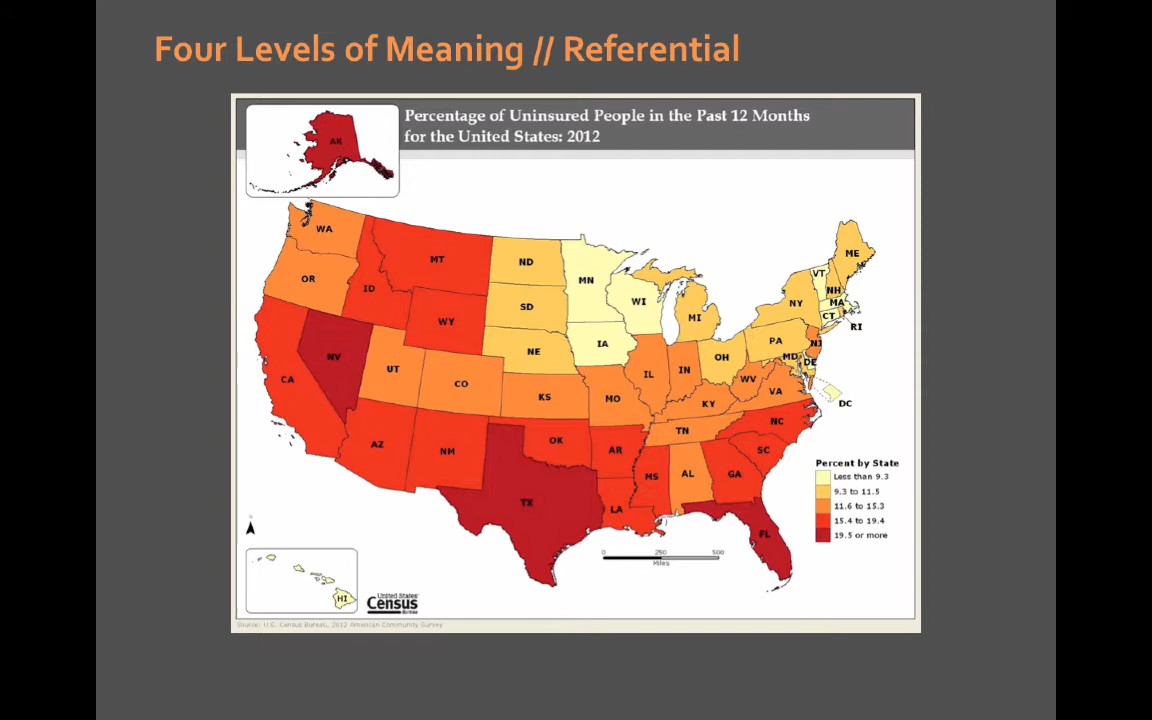 Four Levels of Meaning // Referential
Percentage of Uninsured People in the Past 12 Months
for the United States: 2012
AK
WA
MT
ND
MN
ME
VT
NH
OR
ID
SD
WI
MI
NY
MA
CT
RI
WY
NE
IA
PA
NJ
NV
UT
CO
IL
IN
OH
MD
DE
WV
VA
DC
CA
KS
MO
KY
NC
AZ
NM
OK
AR
TN
SC
TX
LA
MS
AL
GA
FL
Percent by State
Less than 9.3
9.3 to 11.5
11.6 to 15.3
15.4 to 19.4
19.5 or more
0 250 500
Miles
HI
United States
Census
Bureau
Source: U.S. Census Bureau, 2012 American Community Survey